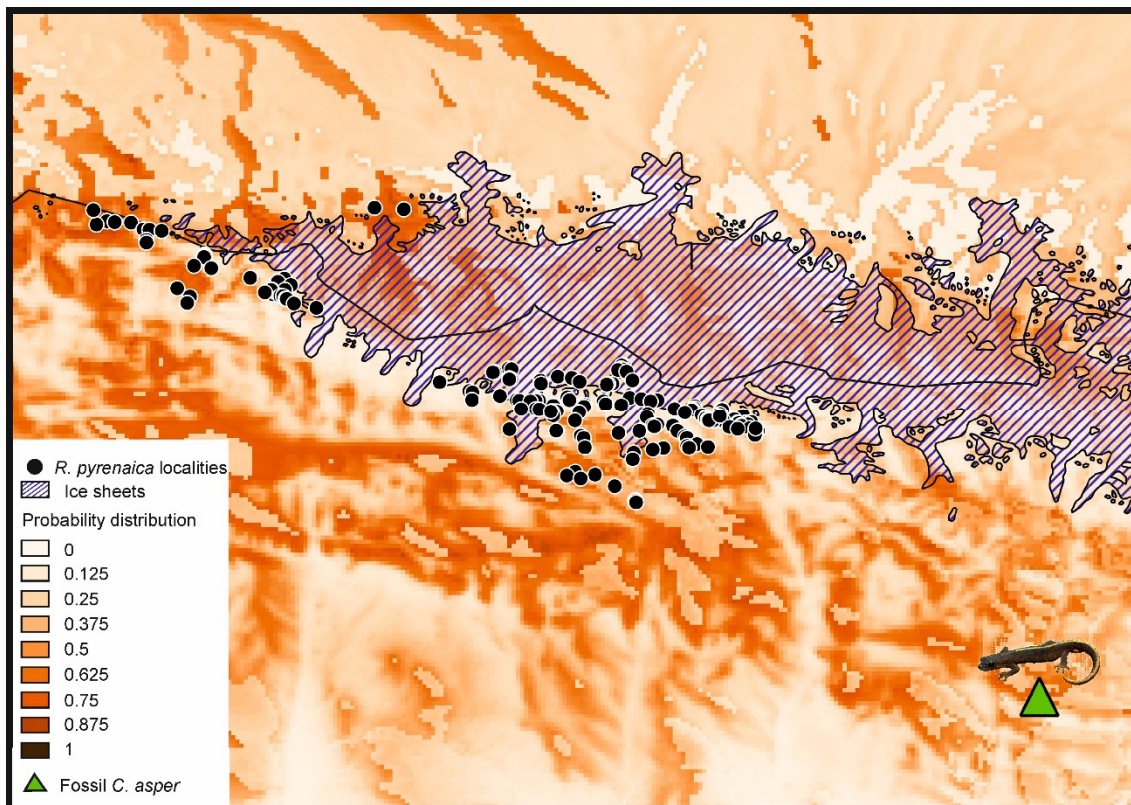 R. pyrenaica localities
Ice sheets
Probability distribution
0
0.125
0.25
0.375
0.5
0.625
0.75
0.875
1
Fossil C. asper